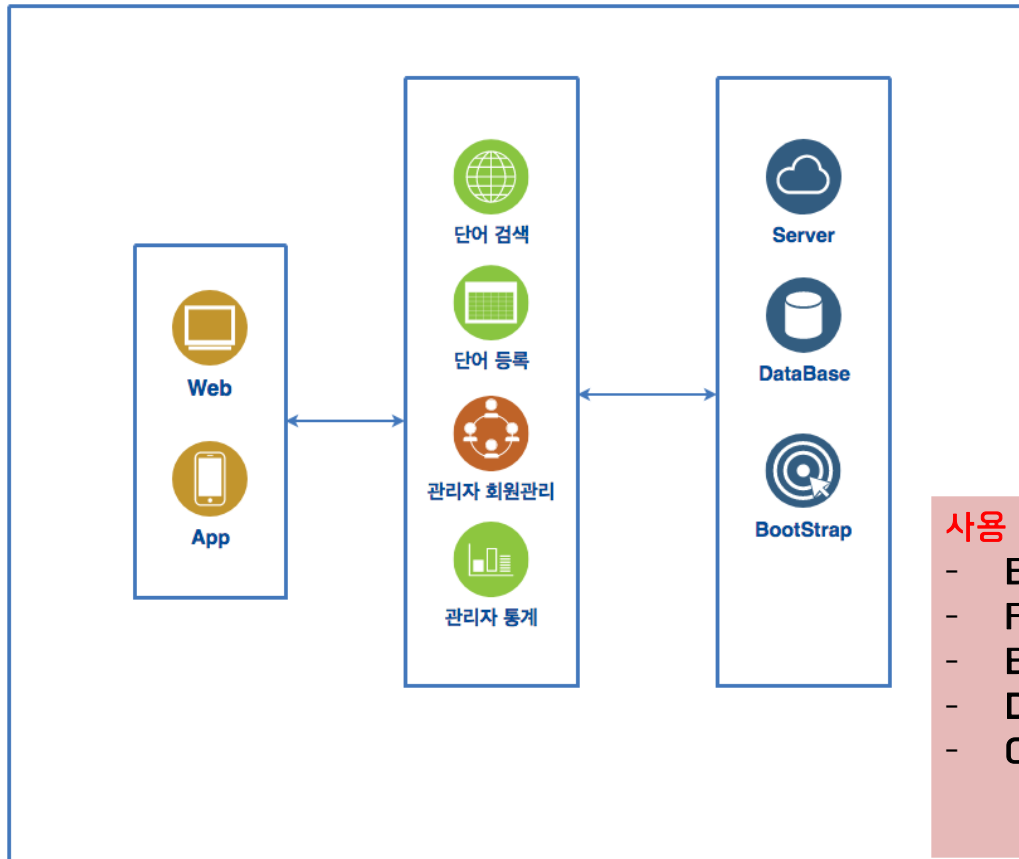 Web
App
단어 검색
단어 등록
관리자 회원관리
관리자 통계
Server
DataBase
BootStrap
사용
-
-
-
-
-